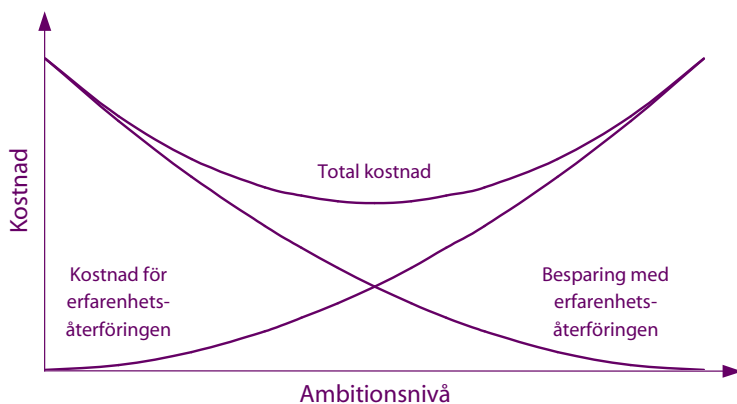 Kostnad
Total kostnad
Kostnad för
erfarenhets-
återföringen
Besparing med
erfarenhets-
återföringen
Ambitionsnivå